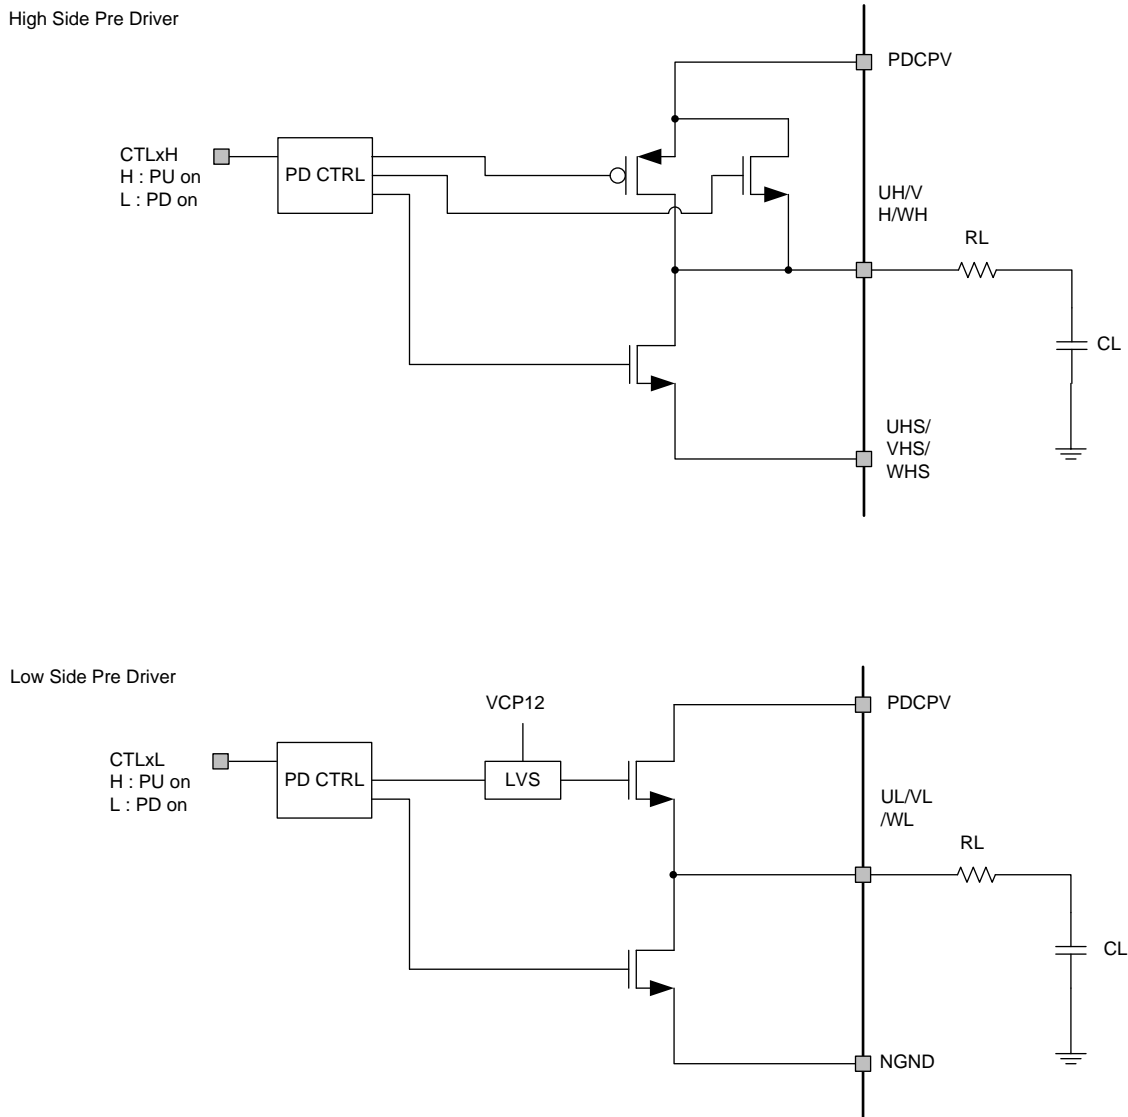 High Side Pre Driver
PDCPV
CTLxH
H : PU on
L : PD on
PD CTRL
UH/V
H/WH
RL
CL
UHS/
VHS/
WHS
Low Side Pre Driver
VCP12
PDCPV
CTLxL
H : PU on
L : PD on
PD CTRL
LVS
UL/VL
/WL
RL
CL
NGND